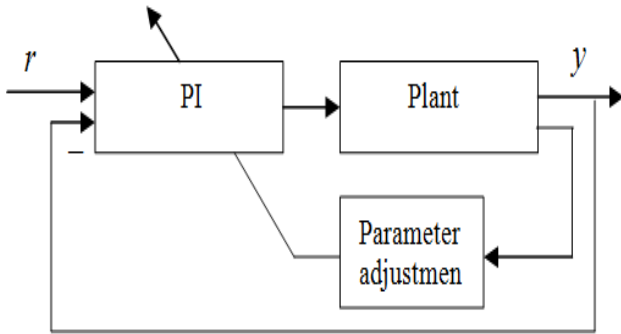 r
PI
Plant
y
–
Parameter
adjustmen